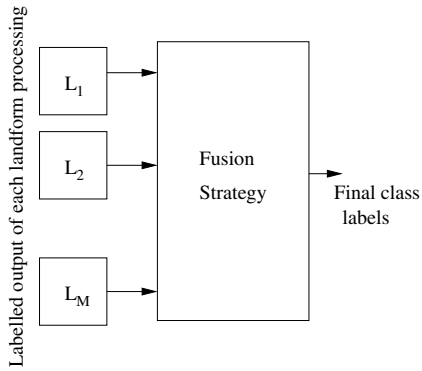 Labelled output of each landform processing
L1
L2
LM
Fusion
Strategy
Final class
labels